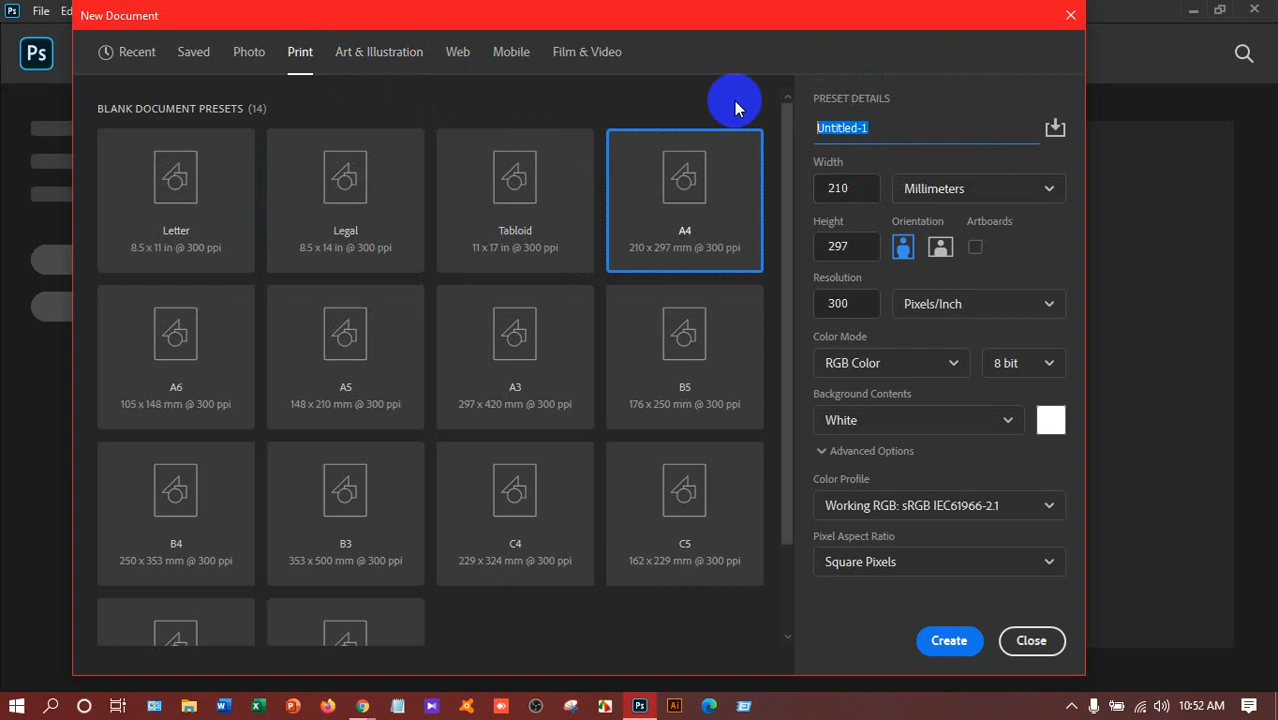 Ps File Ed
New Document
Ps
Recent Saved Photo Print Art & Illustration Web Mobile Film & Video
BLANK DOCUMENT PRESETS (14)
Letter
8.5 x 11 in @ 300 ppi
Legal
8.5 x 14 in @ 300 ppi
Tabloid
11 x 17 in @ 300 ppi
A4
210 x 297 mm @ 300 ppi
A6
105 x 148 mm @ 300 ppi
A5
148 x 210 mm @ 300 ppi
A3
297 x 420 mm @ 300 ppi
B5
176 x 250 mm @ 300 ppi
B4
250 x 353 mm @ 300 ppi
B3
353 x 500 mm @ 300 ppi
C4
229 x 324 mm @ 300 ppi
C5
162 x 229 mm @ 300 ppi
PRESET DETAILS
Untitled-1
Width
210 Millimeters
Height Orientation Artboards
297
Resolution
300 Pixels/Inch
Color Mode
RGB Color 8 bit
Background Contents
White
Advanced Options
Color Profile
Working RGB: sRGB IEC61966-2.1
Pixel Aspect Ratio
Square Pixels
Create Close
Ps Ai
10:52 AM